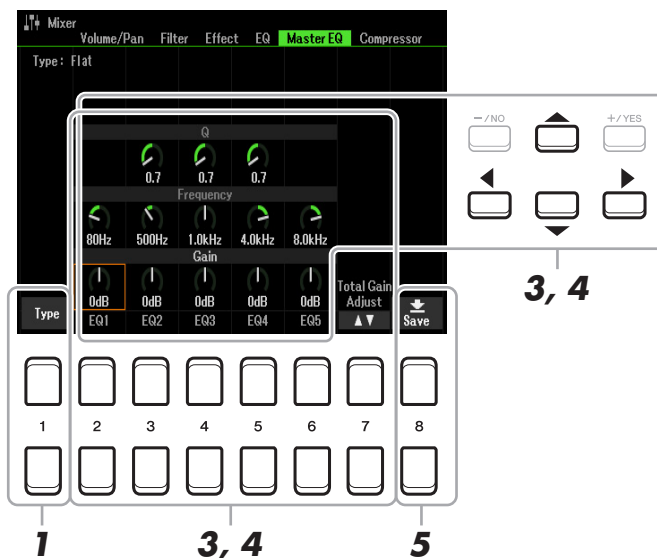 Mixer
Volume/Pan Filter Effect EQ Master EQ Compressor
Type: Flat
Q
0.7 0.7 0.7
Frequency
80Hz 500Hz 1.0kHz 4.0kHz 8.0kHz
Gain
0dB 0dB 0dB 0dB 0dB
Total Gain
Adjust
Type EQ1 EQ2 EQ3 EQ4 EQ5 ▲▼ Save
−/NO +/YES
3, 4
1 2 3 4 5 6 7 8
1 3, 4 5